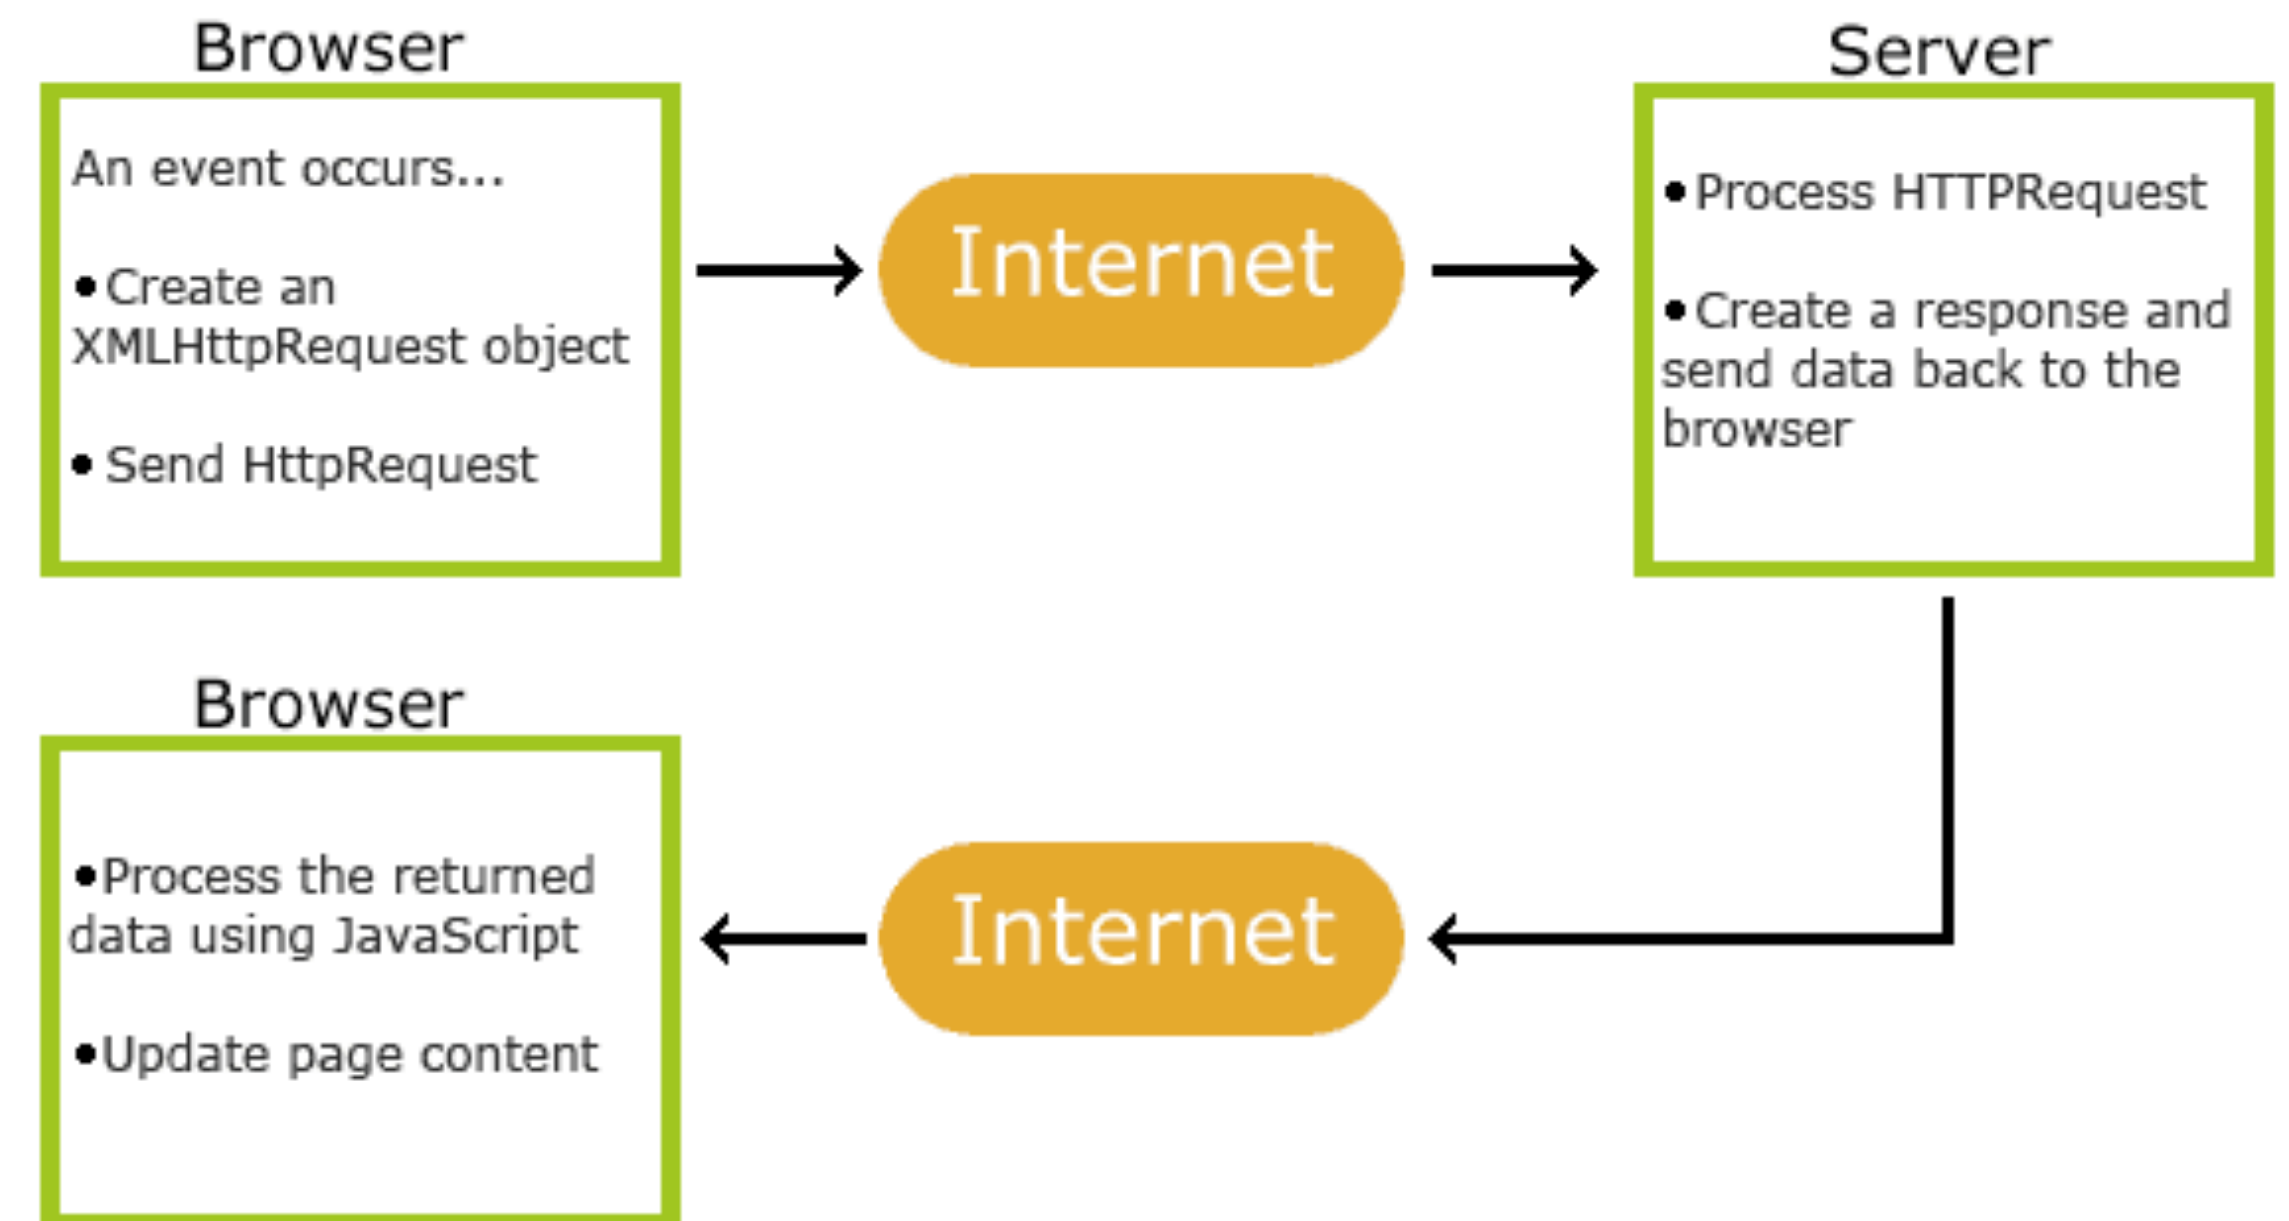 Browser
An event occurs...
•Create an
XMLHttpRequest object
• Send HttpRequest
Internet
Server
•Process HTTPRequest
•Create a response and
send data back to the
browser
Browser
•Process the returned
data using JavaScript
•Update page content
Internet